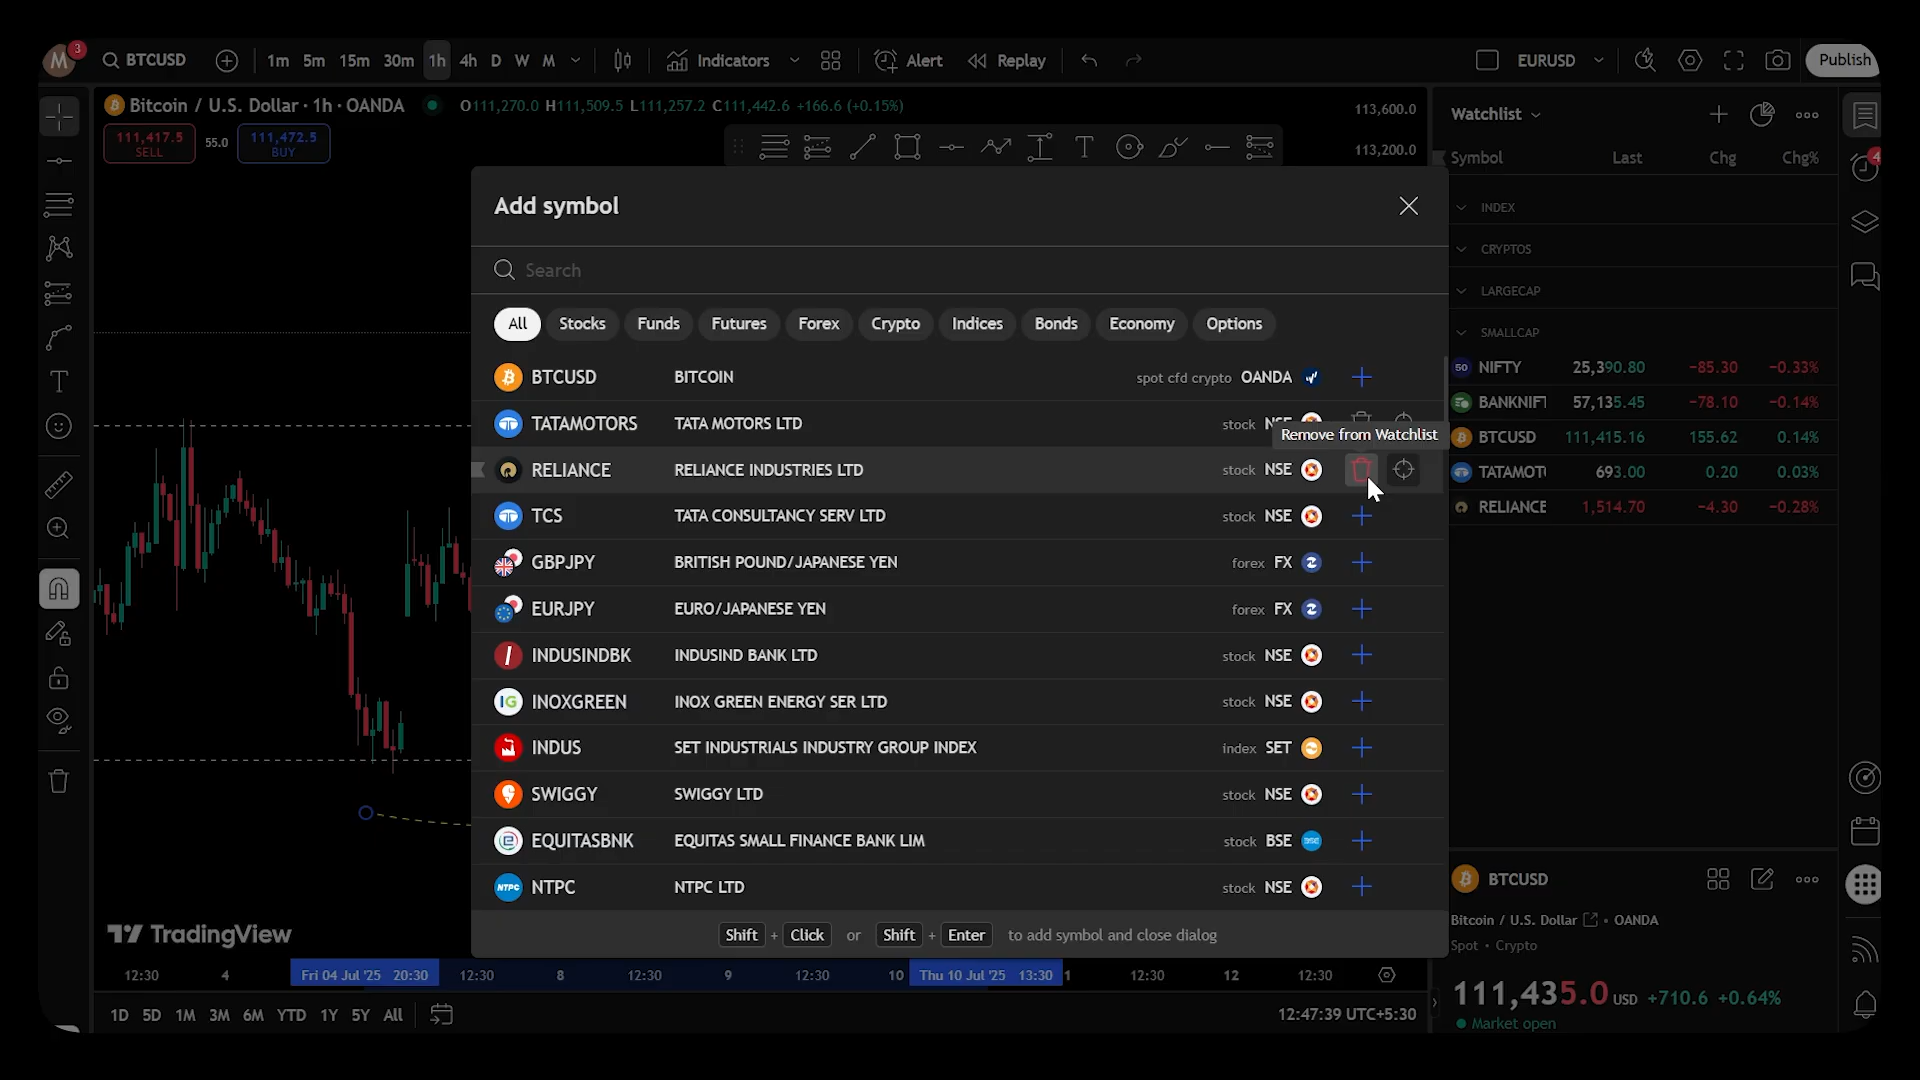 M 3 BTCUSD 1m 5m 15m 30m 1h 4h D W M Indicators Alert Replay EURUSD Publish
Bitcoin / U.S. Dollar · 1h · OANDA O111,270.0 H111,509.5 L111,257.2 C111,442.6 +166.6 (+0.15%)
111,417.5 SELL 55.0 111,472.5 BUY
113,600.0
113,200.0
Add symbol
Search
All Stocks Funds Futures Forex Crypto Indices Bonds Economy Options
BTCUSD BITCOIN spot cfd crypto OANDA
TATAMOTORS TATA MOTORS LTD stock
Remove from Watchlist
RELIANCE RELIANCE INDUSTRIES LTD stock NSE
TCS TATA CONSULTANCY SERV LTD stock NSE
GBPJPY BRITISH POUND/JAPANESE YEN forex FX
EURJPY EURO/JAPANESE YEN forex FX
INDUSINDBK INDUSIND BANK LTD stock NSE
IG INOXGREEN INOX GREEN ENERGY SER LTD stock NSE
INDUS SET INDUSTRIALS INDUSTRY GROUP INDEX index SET
SWIGGY SWIGGY LTD stock NSE
EQUITASBNK EQUITAS SMALL FINANCE BANK LIM stock BSE
NTPC NTPC NTPC LTD stock NSE
Shift + Click or Shift + Enter to add symbol and close dialog
Watchlist
Symbol Last Chg Chg%
4
INDEX
CRYPTOS
LARGECAP
SMALLCAP
50 NIFTY 25,390.80 −85.30 −0.33%
BANKNIFT 57,135.45 −78.10 −0.14%
BTCUSD 111,415.16 155.62 0.14%
TATAMOT 693.00 0.20 0.03%
RELIANCE 1,514.70 −4.30 −0.28%
BTCUSD
Bitcoin / U.S. Dollar • OANDA
Spot • Crypto
111,435.0 USD +710.6 +0.64%
Market open
TradingView
12:30 4 Fri 04 Jul '25 20:30 12:30 8 12:30 9 12:30 10 Thu 10 Jul '25 13:30 1 12:30 12 12:30
1D 5D 1M 3M 6M YTD 1Y 5Y All 12:47:39 UTC+5:30